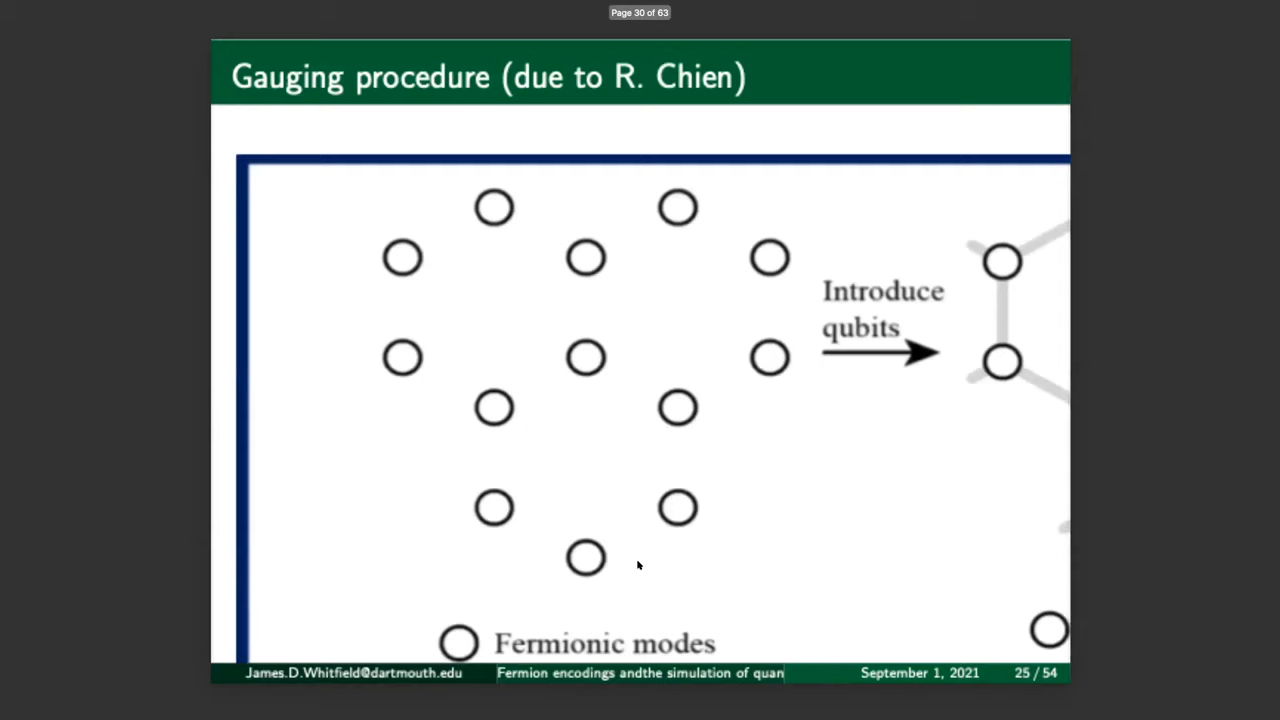 Page 30 of 63
Gauging procedure (due to R. Chien)
Introduce
qubits
Fermionic modes
James.D.Whitfield@dartmouth.edu
Fermion encodings andthe simulation of quan
September 1, 2021
25 / 54